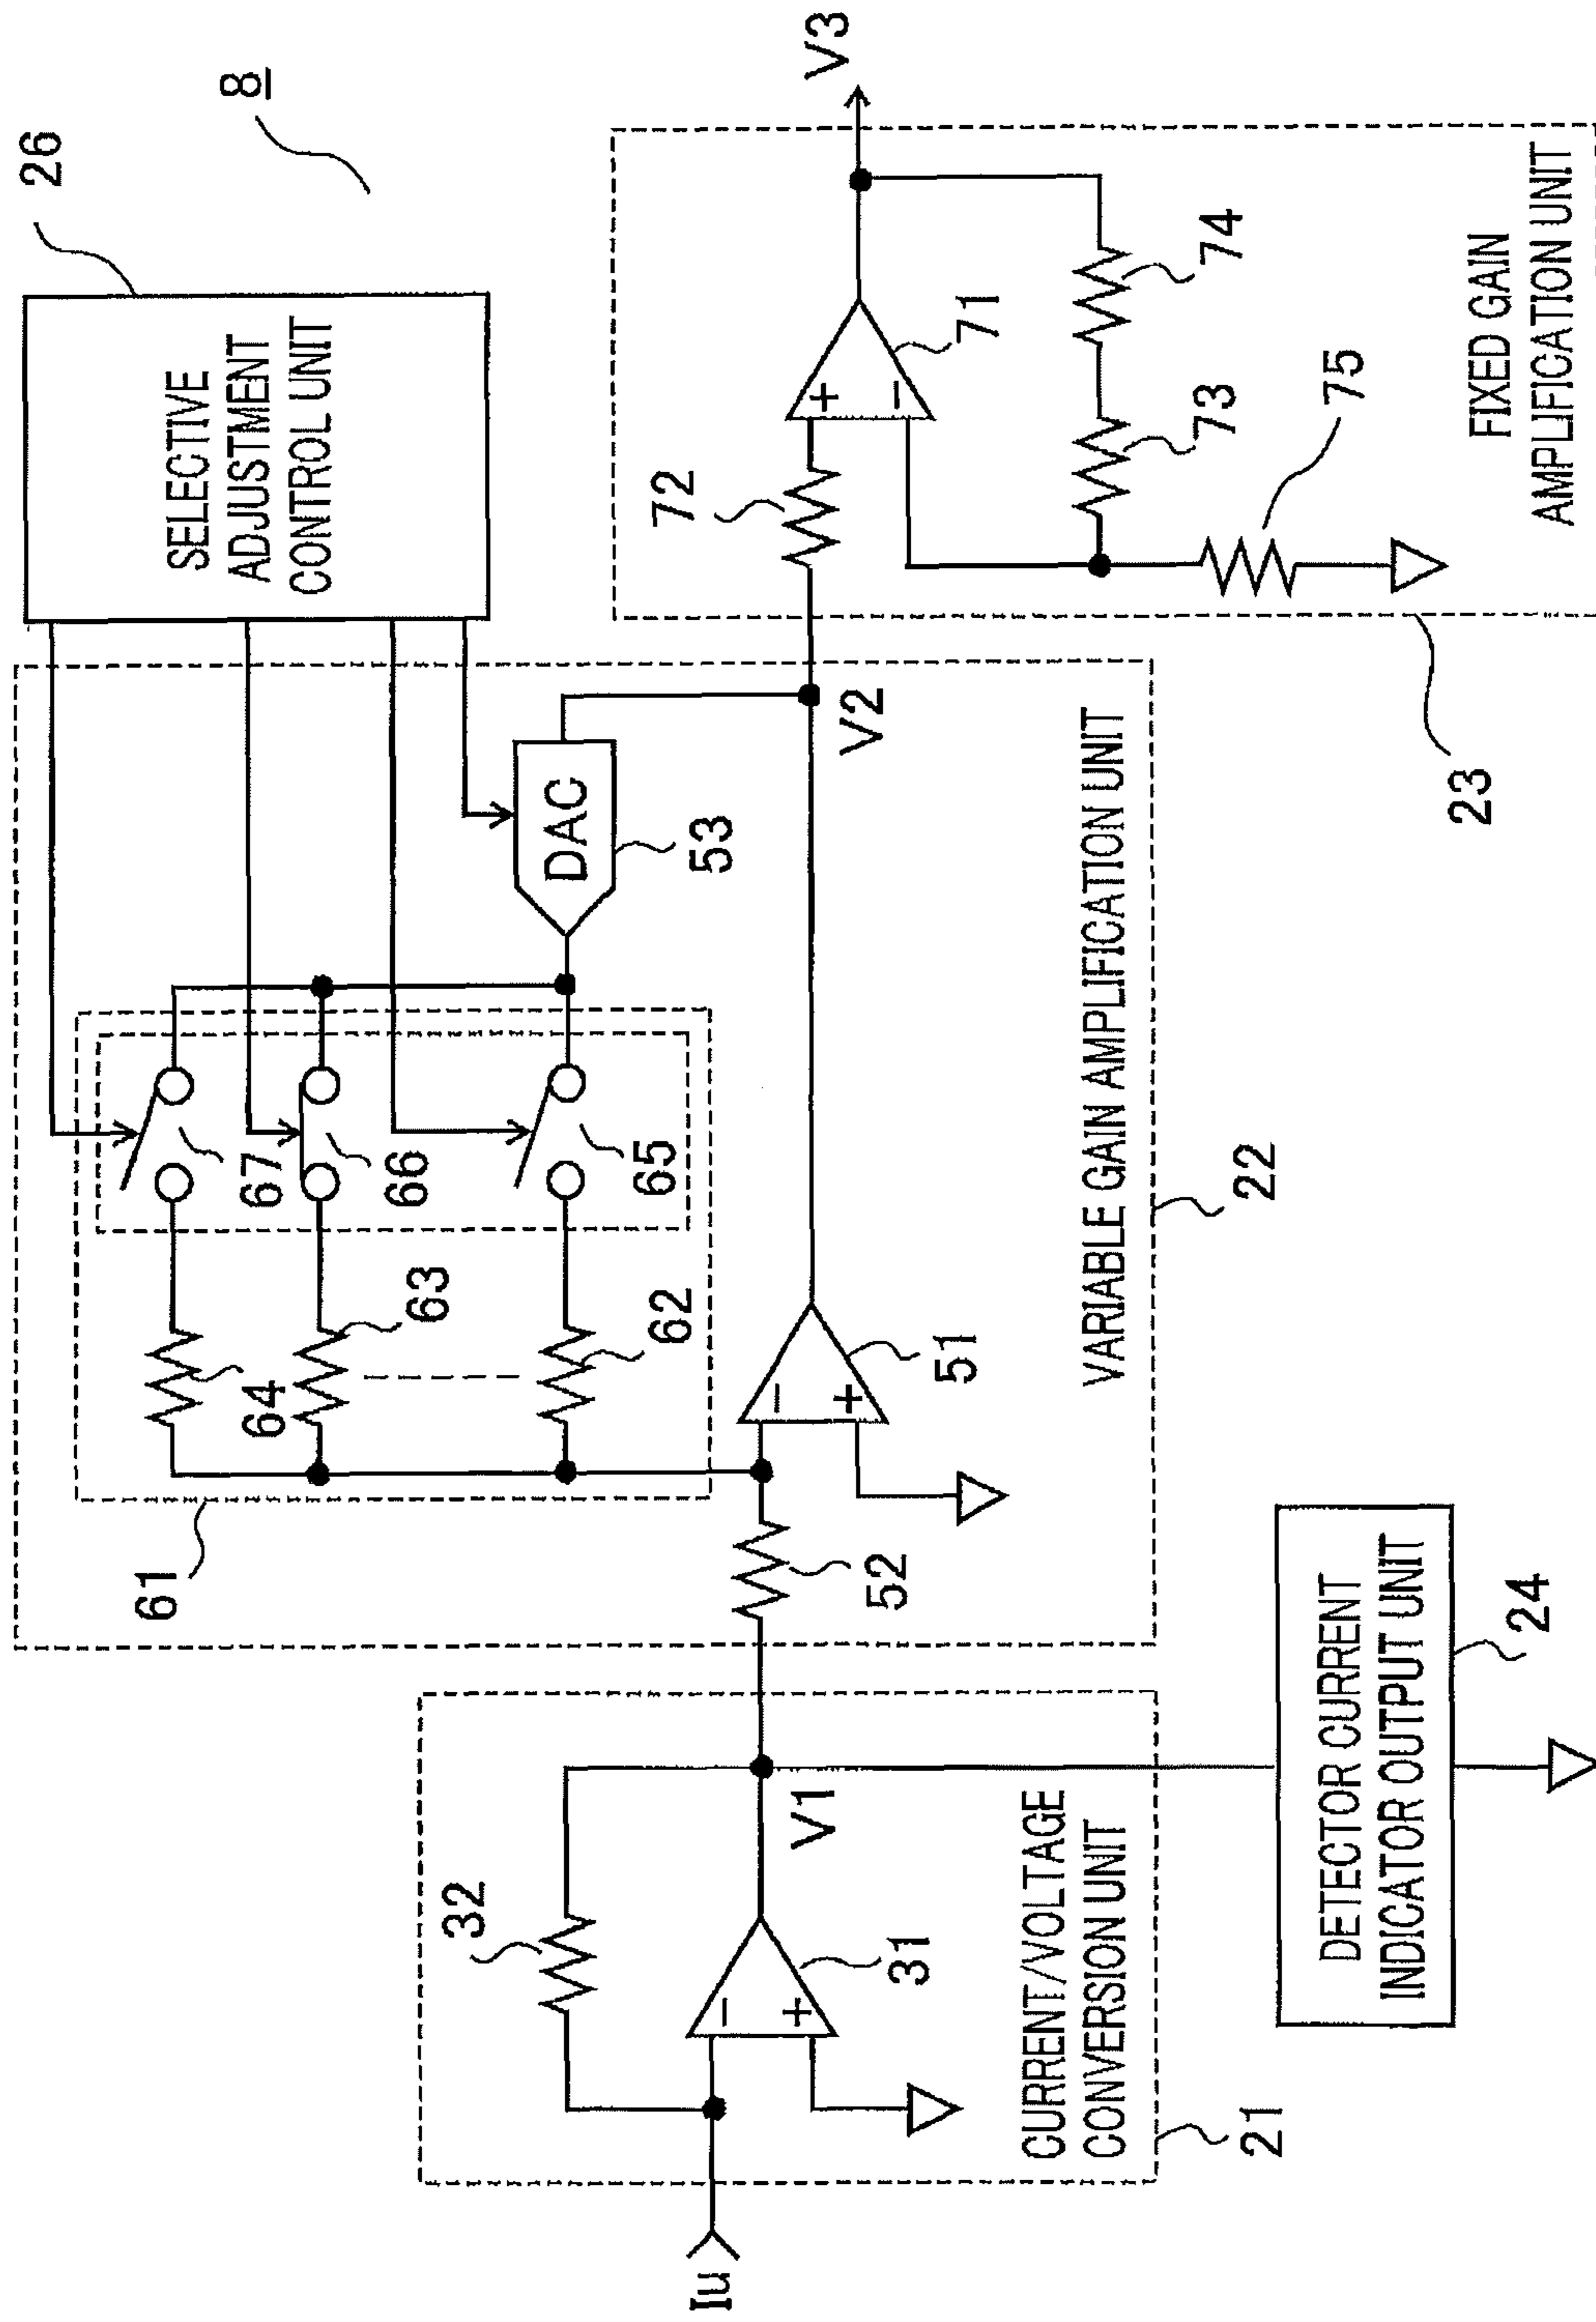 8
26
SELECTIVE
ADJUSTMENT
CONTROL UNIT
61
64
63
62
67
66
65
DAC
53
52
−
+
51
V2
VARIABLE GAIN AMPLIFICATION UNIT
22
Iu
32
−
+
31
V1
CURRENT/VOLTAGE
CONVERSION UNIT
21
DETECTOR CURRENT
INDICATOR OUTPUT UNIT
24
72
+
−
71
V3
73
74
75
FIXED GAIN
AMPLIFICATION UNIT
23